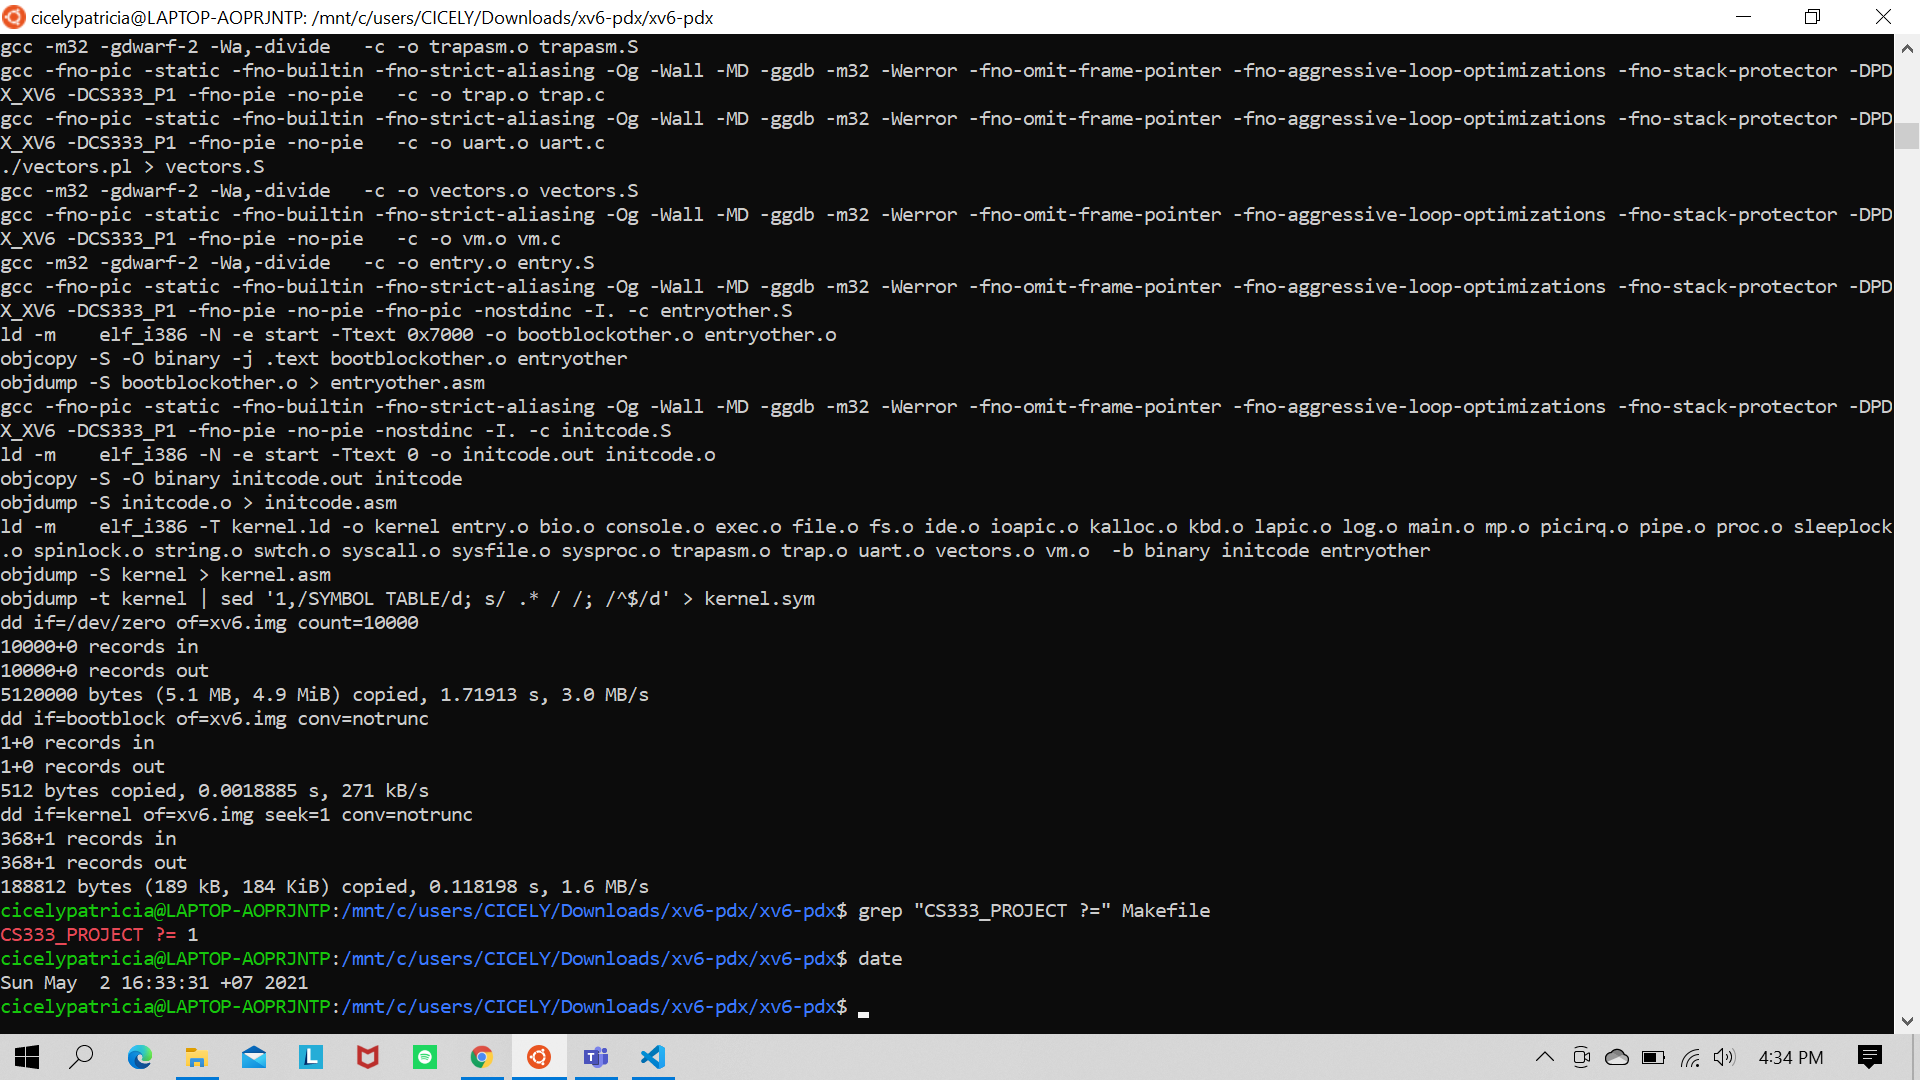 cicelypatricia@LAPTOP-AOPRJNTP: /mnt/c/users/CICELY/Downloads/xv6-pdx/xv6-pdx
gcc -m32 -gdwarf-2 -Wa,-divide   -c -o trapasm.o trapasm.S
gcc -fno-pic -static -fno-builtin -fno-strict-aliasing -Og -Wall -MD -ggdb -m32 -Werror -fno-omit-frame-pointer -fno-aggressive-loop-optimizations -fno-stack-protector -DPD
X_XV6 -DCS333_P1 -fno-pie -no-pie   -c -o trap.o trap.c
gcc -fno-pic -static -fno-builtin -fno-strict-aliasing -Og -Wall -MD -ggdb -m32 -Werror -fno-omit-frame-pointer -fno-aggressive-loop-optimizations -fno-stack-protector -DPD
X_XV6 -DCS333_P1 -fno-pie -no-pie   -c -o uart.o uart.c
./vectors.pl > vectors.S
gcc -m32 -gdwarf-2 -Wa,-divide   -c -o vectors.o vectors.S
gcc -fno-pic -static -fno-builtin -fno-strict-aliasing -Og -Wall -MD -ggdb -m32 -Werror -fno-omit-frame-pointer -fno-aggressive-loop-optimizations -fno-stack-protector -DPD
X_XV6 -DCS333_P1 -fno-pie -no-pie   -c -o vm.o vm.c
gcc -m32 -gdwarf-2 -Wa,-divide   -c -o entry.o entry.S
gcc -fno-pic -static -fno-builtin -fno-strict-aliasing -Og -Wall -MD -ggdb -m32 -Werror -fno-omit-frame-pointer -fno-aggressive-loop-optimizations -fno-stack-protector -DPD
X_XV6 -DCS333_P1 -fno-pie -no-pie -fno-pic -nostdinc -I. -c entryother.S
ld -m    elf_i386 -N -e start -Ttext 0x7000 -o bootblockother.o entryother.o
objcopy -S -O binary -j .text bootblockother.o entryother
objdump -S bootblockother.o > entryother.asm
gcc -fno-pic -static -fno-builtin -fno-strict-aliasing -Og -Wall -MD -ggdb -m32 -Werror -fno-omit-frame-pointer -fno-aggressive-loop-optimizations -fno-stack-protector -DPD
X_XV6 -DCS333_P1 -fno-pie -no-pie -nostdinc -I. -c initcode.S
ld -m    elf_i386 -N -e start -Ttext 0 -o initcode.out initcode.o
objcopy -S -O binary initcode.out initcode
objdump -S initcode.o > initcode.asm
ld -m    elf_i386 -T kernel.ld -o kernel entry.o bio.o console.o exec.o file.o fs.o ide.o ioapic.o kalloc.o kbd.o lapic.o log.o main.o mp.o picirq.o pipe.o proc.o sleeplock
.o spinlock.o string.o swtch.o syscall.o sysfile.o sysproc.o trapasm.o trap.o uart.o vectors.o vm.o  -b binary initcode entryother
objdump -S kernel > kernel.asm
objdump -t kernel | sed '1,/SYMBOL TABLE/d; s/ .* / /; /^$/d' > kernel.sym
dd if=/dev/zero of=xv6.img count=10000
10000+0 records in
10000+0 records out
5120000 bytes (5.1 MB, 4.9 MiB) copied, 1.71913 s, 3.0 MB/s
dd if=bootblock of=xv6.img conv=notrunc
1+0 records in
1+0 records out
512 bytes copied, 0.0018885 s, 271 kB/s
dd if=kernel of=xv6.img seek=1 conv=notrunc
368+1 records in
368+1 records out
188812 bytes (189 kB, 184 KiB) copied, 0.118198 s, 1.6 MB/s
cicelypatricia@LAPTOP-AOPRJNTP:/mnt/c/users/CICELY/Downloads/xv6-pdx/xv6-pdx$ grep "CS333_PROJECT ?=" Makefile
CS333_PROJECT ?= 1
cicelypatricia@LAPTOP-AOPRJNTP:/mnt/c/users/CICELY/Downloads/xv6-pdx/xv6-pdx$ date
Sun May  2 16:33:31 +07 2021
cicelypatricia@LAPTOP-AOPRJNTP:/mnt/c/users/CICELY/Downloads/xv6-pdx/xv6-pdx$
4:34 PM